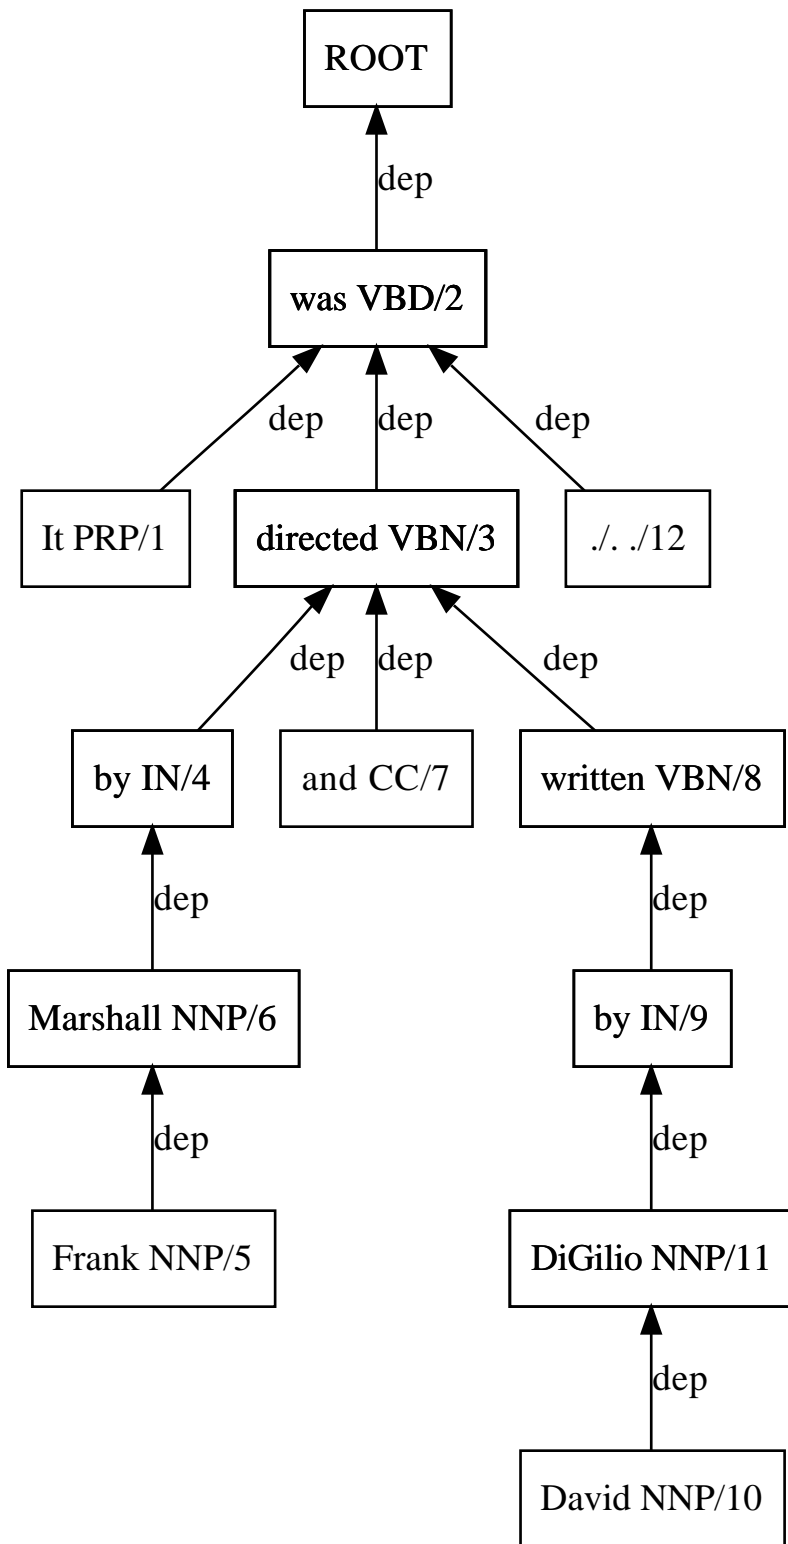 ROOT
dep
was VBD/2
dep dep dep
It PRP/1 directed VBN/3 ./. ./12
dep dep dep
by IN/4 and CC/7 written VBN/8
dep dep
Marshall NNP/6 by IN/9
dep dep
Frank NNP/5 DiGilio NNP/11
dep
David NNP/10